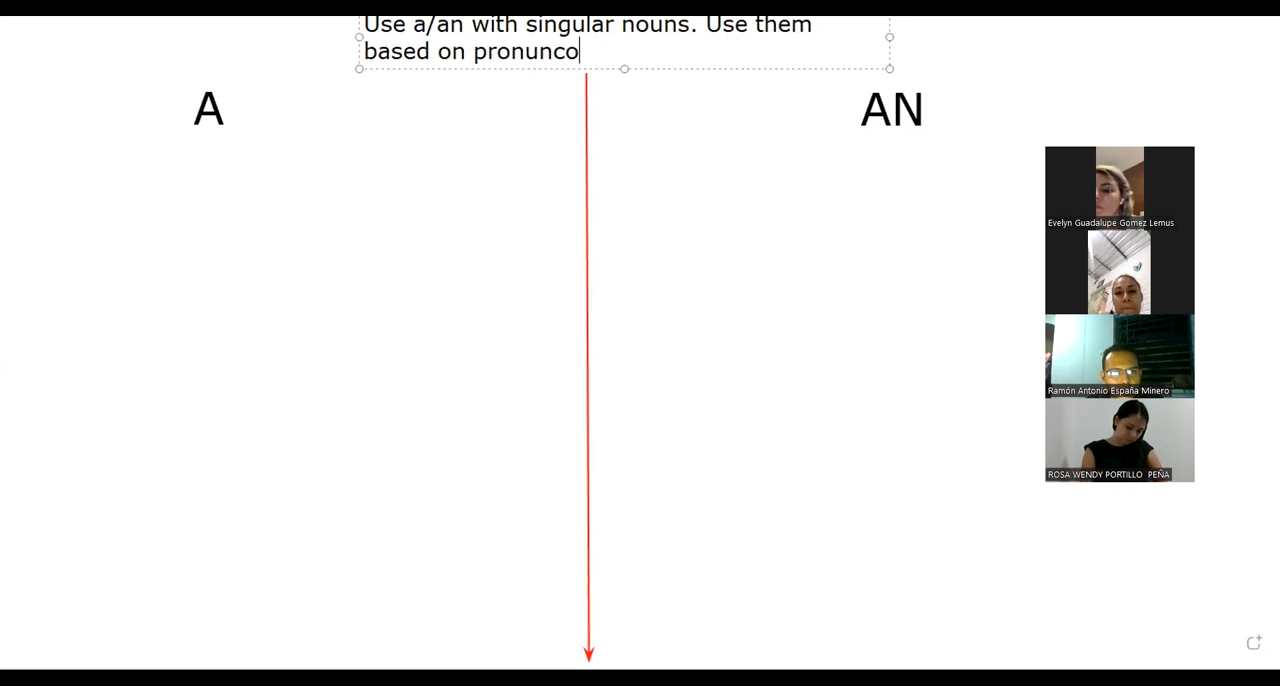 Use a/an with singular nouns. Use them
based on pronunco
A
AN
Evelyn Guadalupe Gomez Lemus
Ramón Antonio España Minero
ROSA WENDY PORTILLO PEÑA